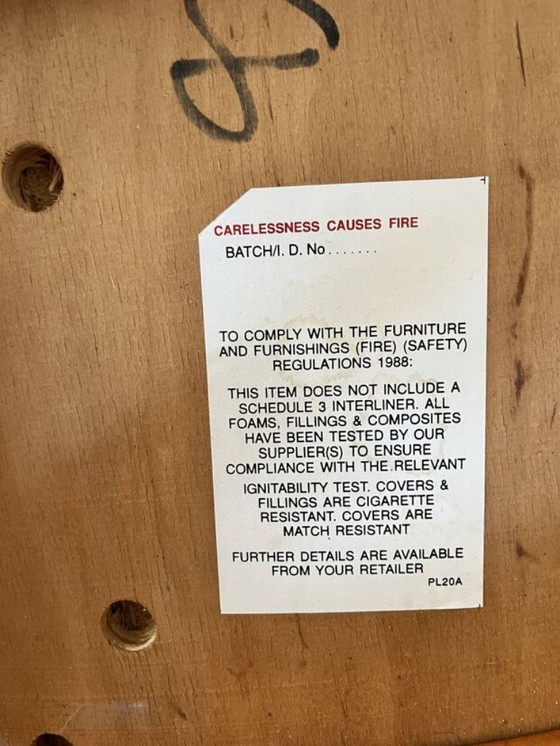 CARELESSNESS CAUSES FIRE
BATCH/I. D. No.......
TO COMPLY WITH THE FURNITURE
AND FURNISHINGS (FIRE) (SAFETY)
REGULATIONS 1988:
THIS ITEM DOES NOT INCLUDE A
SCHEDULE 3 INTERLINER. ALL
FOAMS, FILLINGS & COMPOSITES
HAVE BEEN TESTED BY OUR
SUPPLIER(S) TO ENSURE
COMPLIANCE WITH THE RELEVANT
IGNITABILITY TEST. COVERS &
FILLINGS ARE CIGARETTE
RESISTANT. COVERS ARE
MATCH RESISTANT
FURTHER DETAILS ARE AVAILABLE
FROM YOUR RETAILER
PL20A